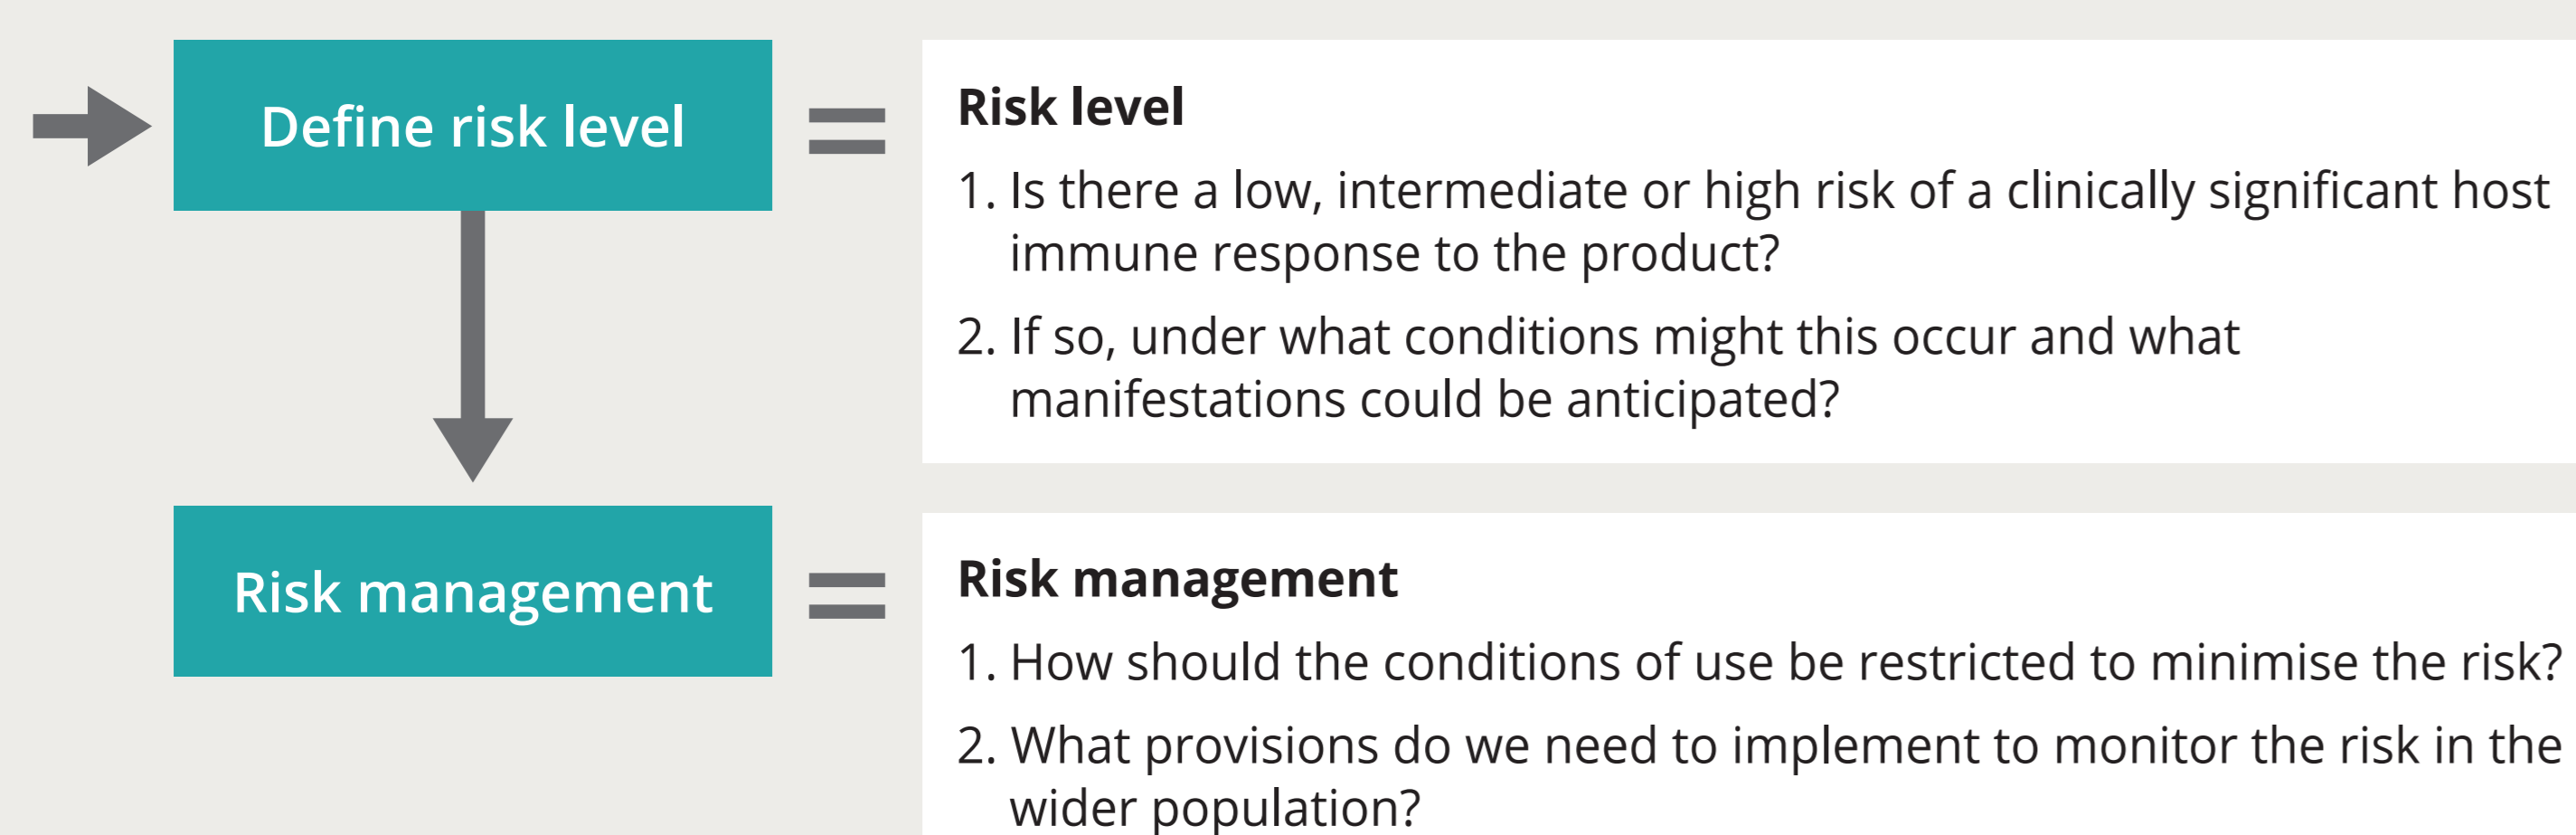 Define risk level
Risk level
1. Is there a low, intermediate or high risk of a clinically significant host
immune response to the product?
2. If so, under what conditions might this occur and what
manifestations could be anticipated?
Risk management
Risk management
1. How should the conditions of use be restricted to minimise the risk?
2. What provisions do we need to implement to monitor the risk in the
wider population?